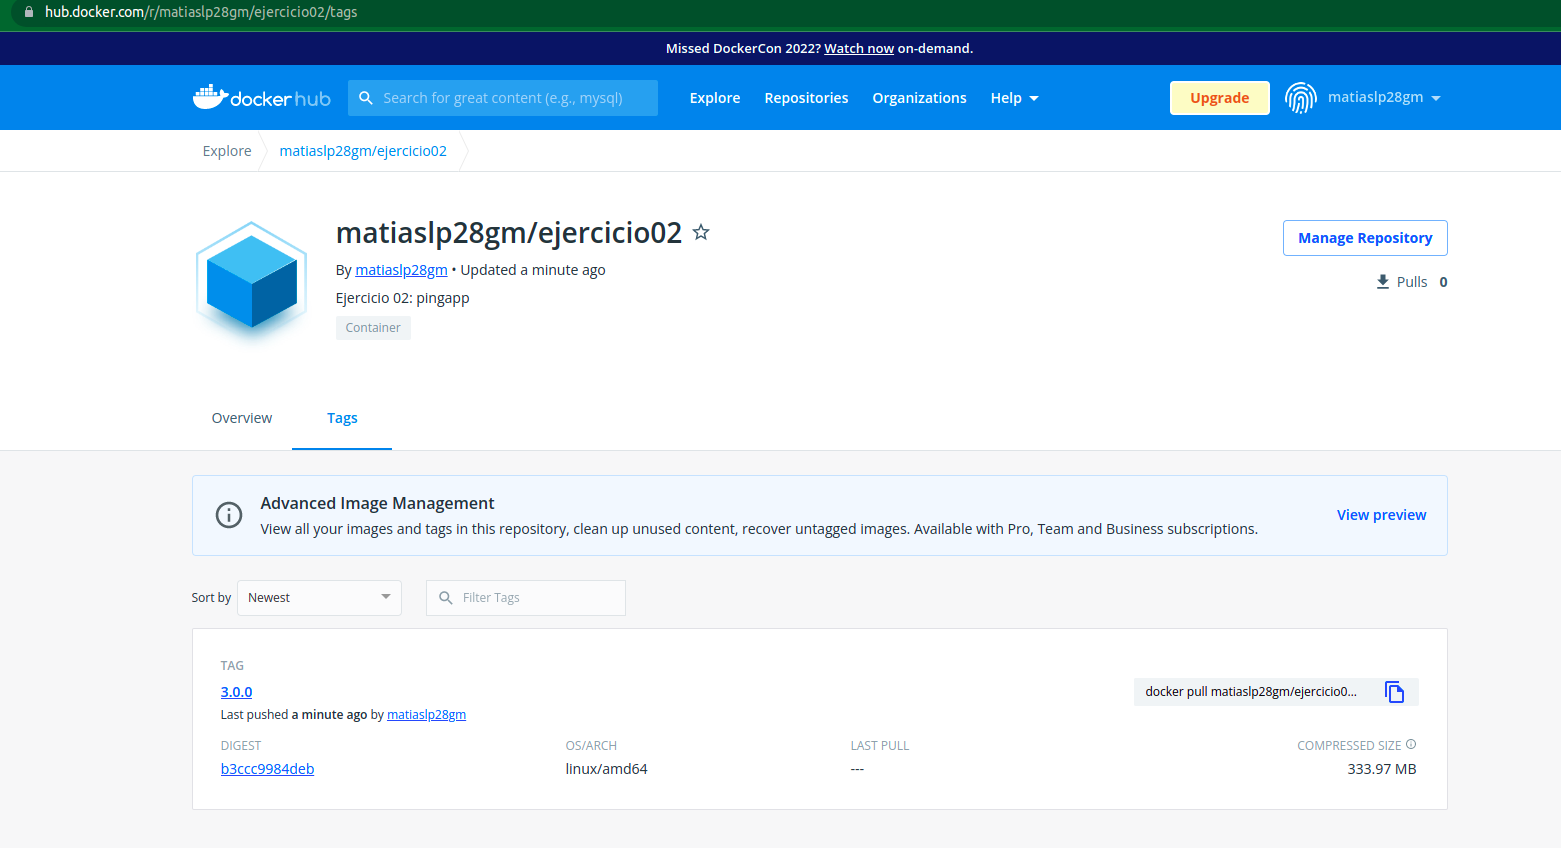 hub.docker.com/r/matiaslp28gm/ejercicio02/tags
Missed DockerCon 2022? Watch now on-demand.
docker hub
Search for great content (e.g., mysql)
Explore
Repositories
Organizations
Help
Upgrade
matiaslp28gm
Explore
matiaslp28gm/ejercicio02
matiaslp28gm/ejercicio02
Manage Repository
By matiaslp28gm • Updated a minute ago
Pulls 0
Ejercicio 02: pingapp
Container
Overview
Tags
Advanced Image Management
View all your images and tags in this repository, clean up unused content, recover untagged images. Available with Pro, Team and Business subscriptions.
View preview
Sort by
Newest
Filter Tags
TAG
3.0.0
docker pull matiaslp28gm/ejercicio0...
Last pushed a minute ago by matiaslp28gm
DIGEST
OS/ARCH
LAST PULL
COMPRESSED SIZE
b3ccc9984deb
linux/amd64
---
333.97 MB